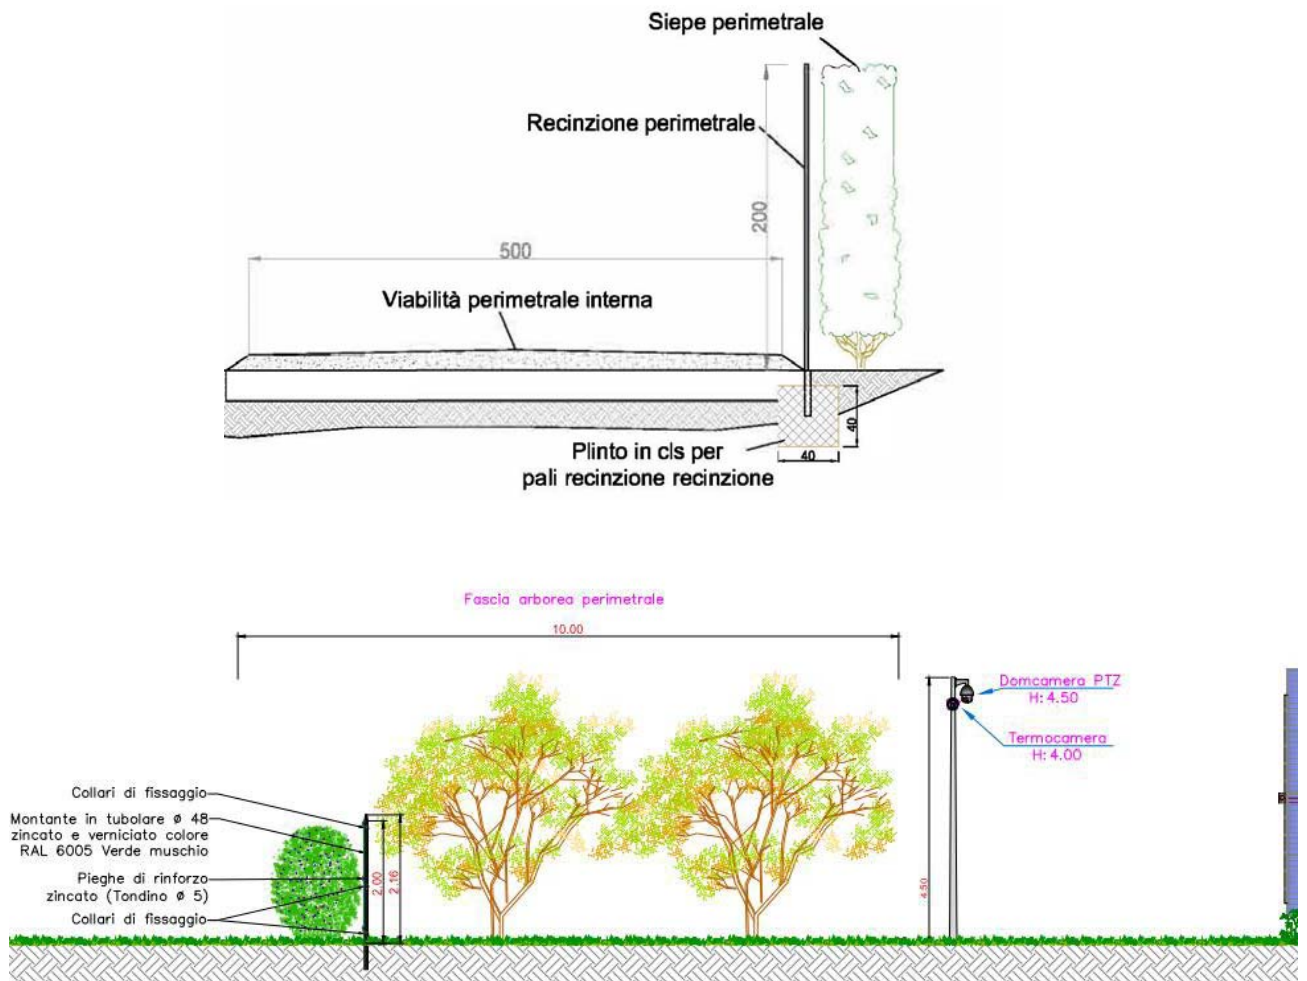 Siepe perimetrale
Recinzione perimetrale
200
500
Viabilità perimetrale interna
40
40
Plinto in cls per
pali recinzione recinzione
Fascia arborea perimetrale
10.00
Domcamera PTZ
H: 4.50
Termocamera
H: 4.00
Collari di fissaggio
Montante in tubolare ø 48
zincato e verniciato colore
RAL 6005 Verde muschio
Pieghe di rinforzo
zincato (Tondino ø 5)
Collari di fissaggio
2.00
2.16
4.50